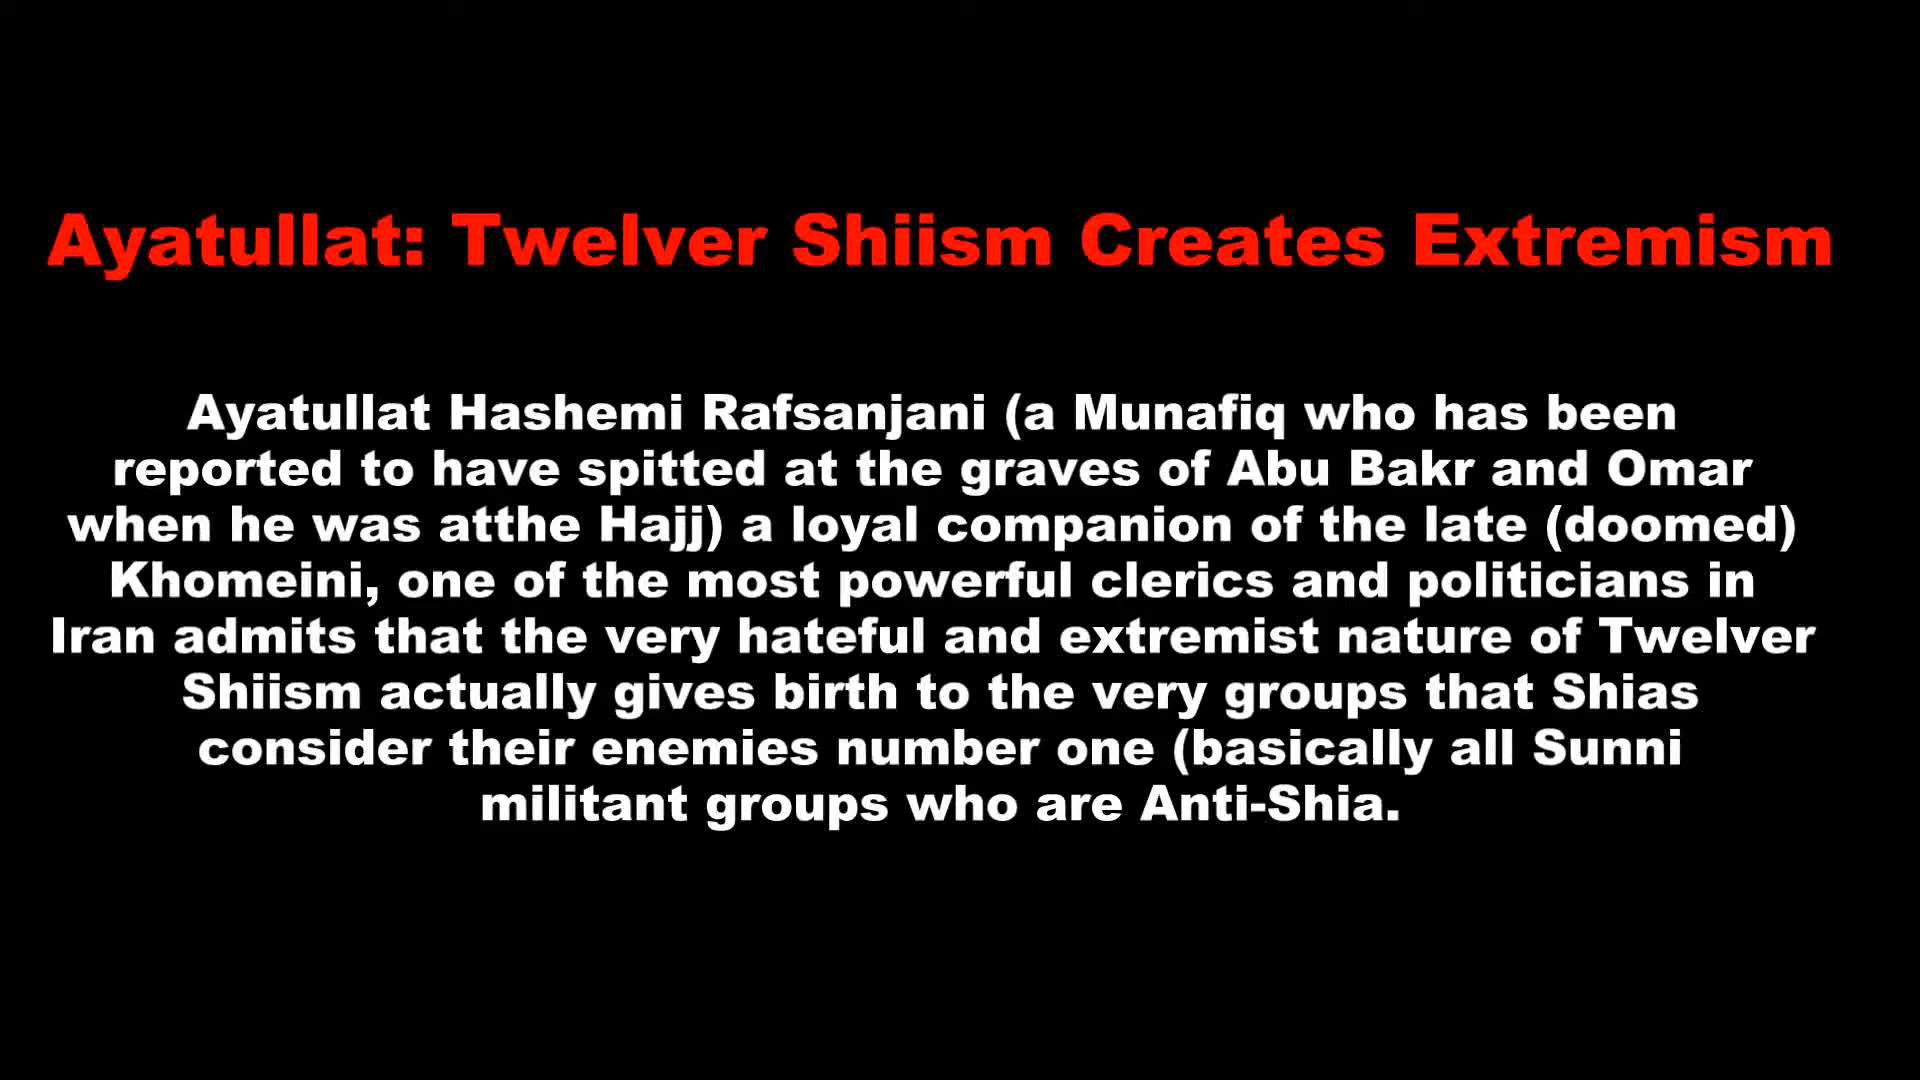 Ayatullat: Twelver Shiism Creates Extremism
Ayatullat Hashemi Rafsanjani (a Munafiq who has been
reported to have spitted at the graves of Abu Bakr and Omar
when he was atthe Hajj) a loyal companion of the late (doomed)
Khomeini, one of the most powerful clerics and politicians in
Iran admits that the very hateful and extremist nature of Twelver
Shiism actually gives birth to the very groups that Shias
consider their enemies number one (basically all Sunni
militant groups who are Anti-Shia.